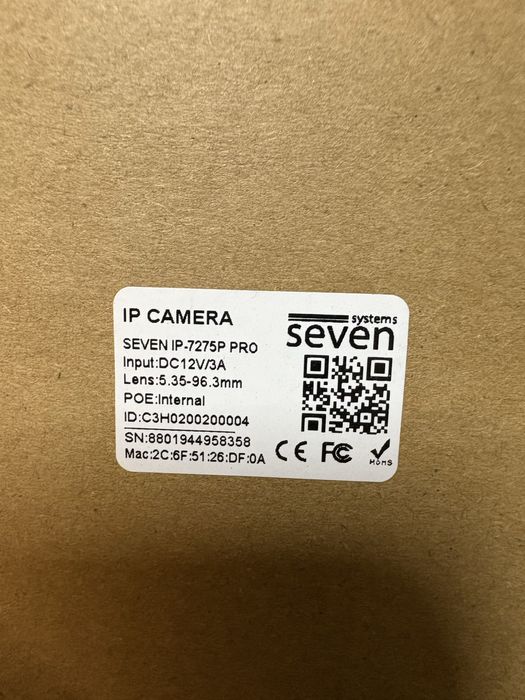 IP CAMERA
systems
seven
SEVEN IP-7275P PRO
Input:DC12V/3A
Lens:5.35-96.3mm
POE:Internal
ID:C3H0200200004
SN:8801944958358
Mac:2C:6F:51:26:DF:0A
CE FC
RoHS